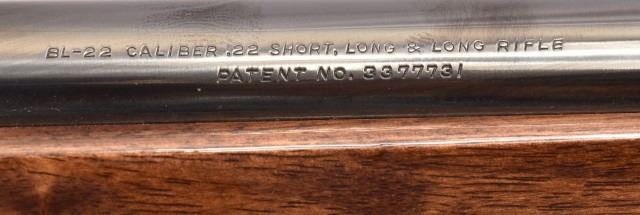 BL-22 CALIBER .22 SHORT, LONG & LONG RIFLE
PATENT NO. 3377731